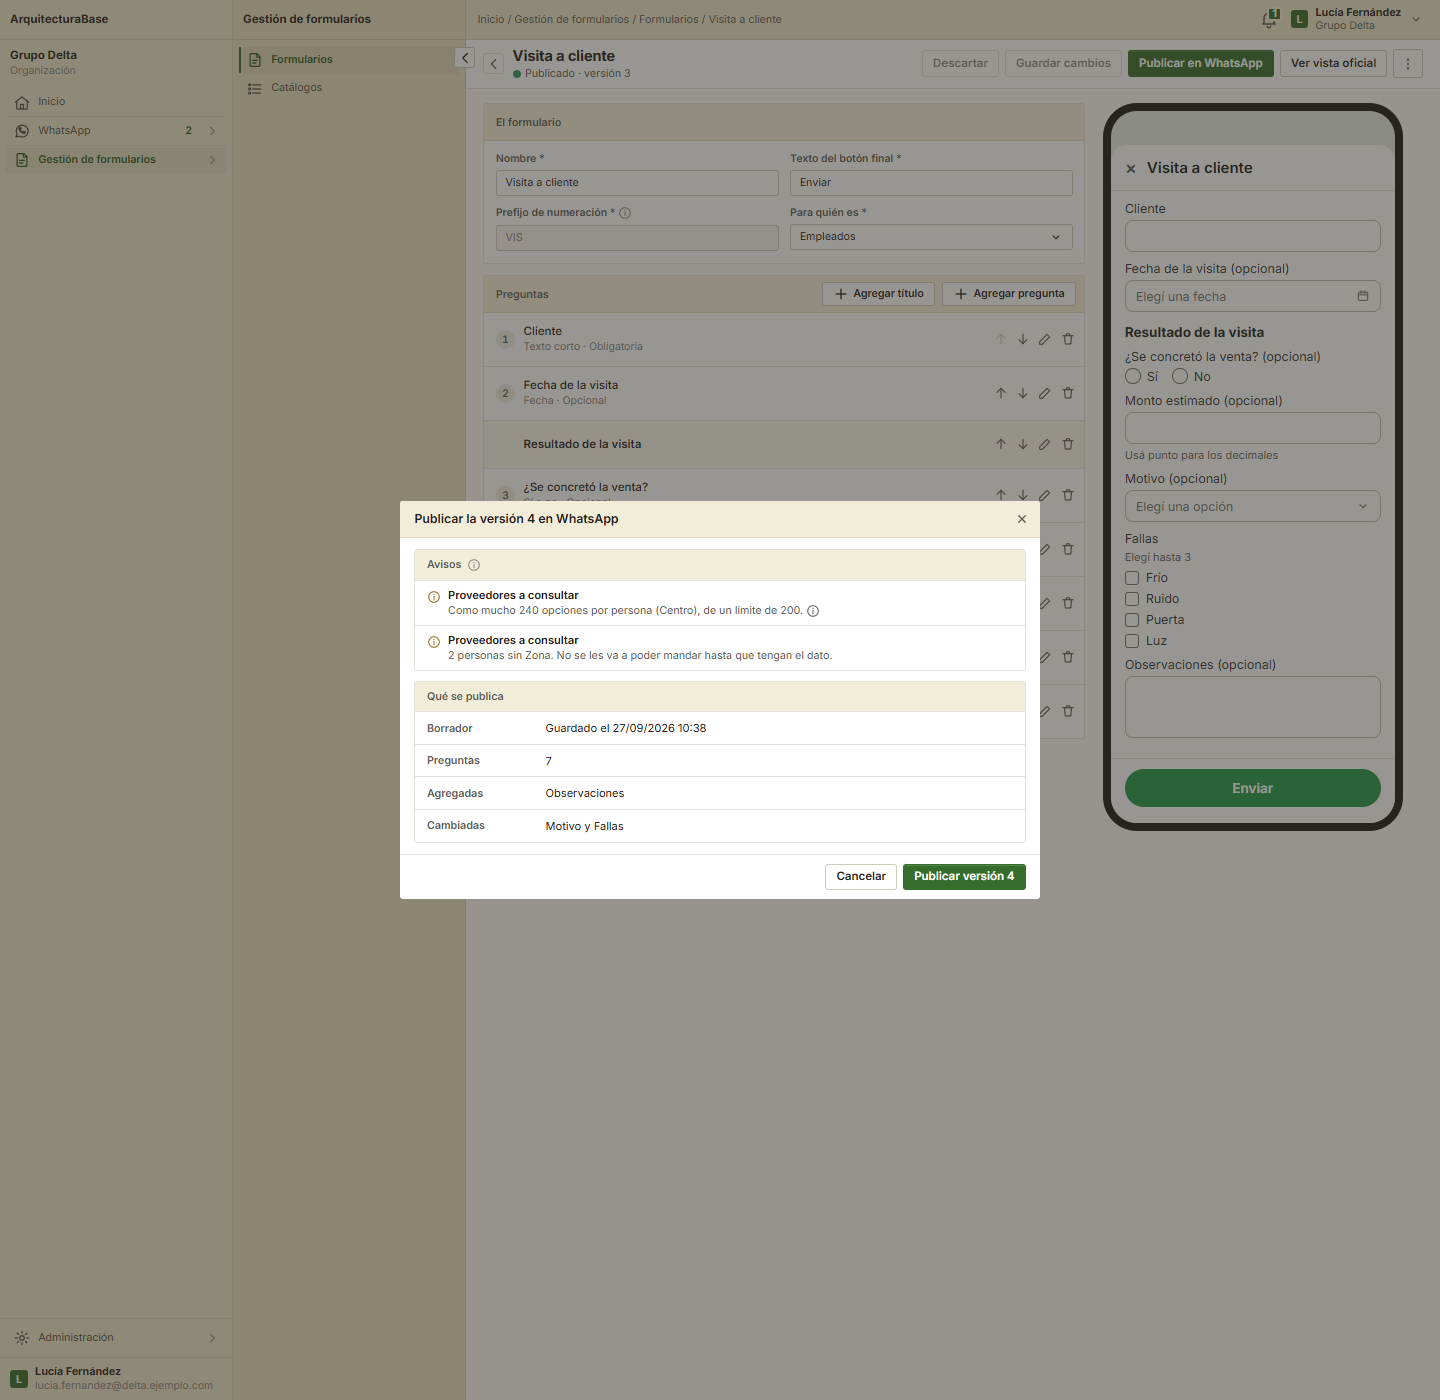 ArquitecturaBase
Gestión de formularios
Inicio / Gestión de formularios / Formularios / Visita a cliente
1
L
Lucía Fernández
Grupo Delta
Grupo Delta
Organización
Inicio
WhatsApp 2
Gestión de formularios
Formularios
Catálogos
Visita a cliente
Publicado · versión 3
Descartar
Guardar cambios
Publicar en WhatsApp
Ver vista oficial
El formulario
Nombre *
Visita a cliente
Texto del botón final *
Enviar
Prefijo de numeración *
VIS
Para quién es *
Empleados
Preguntas
Agregar título
Agregar pregunta
1
Cliente
Texto corto · Obligatoria
2
Fecha de la visita
Fecha · Opcional
Resultado de la visita
3
¿Se concretó la venta?
Publicar la versión 4 en WhatsApp
Avisos
Proveedores a consultar
Como mucho 240 opciones por persona (Centro), de un límite de 200.
Proveedores a consultar
2 personas sin Zona. No se les va a poder mandar hasta que tengan el dato.
Qué se publica
Borrador Guardado el 27/09/2026 10:38
Preguntas 7
Agregadas Observaciones
Cambiadas Motivo y Fallas
Cancelar
Publicar versión 4
Visita a cliente
Cliente
Fecha de la visita (opcional)
Elegí una fecha
Resultado de la visita
¿Se concretó la venta? (opcional)
Sí No
Monto estimado (opcional)
Usá punto para los decimales
Motivo (opcional)
Elegí una opción
Fallas
Elegí hasta 3
Frío
Ruido
Puerta
Luz
Observaciones (opcional)
Enviar
Administración
L
Lucía Fernández
lucia.fernandez@delta.ejemplo.com